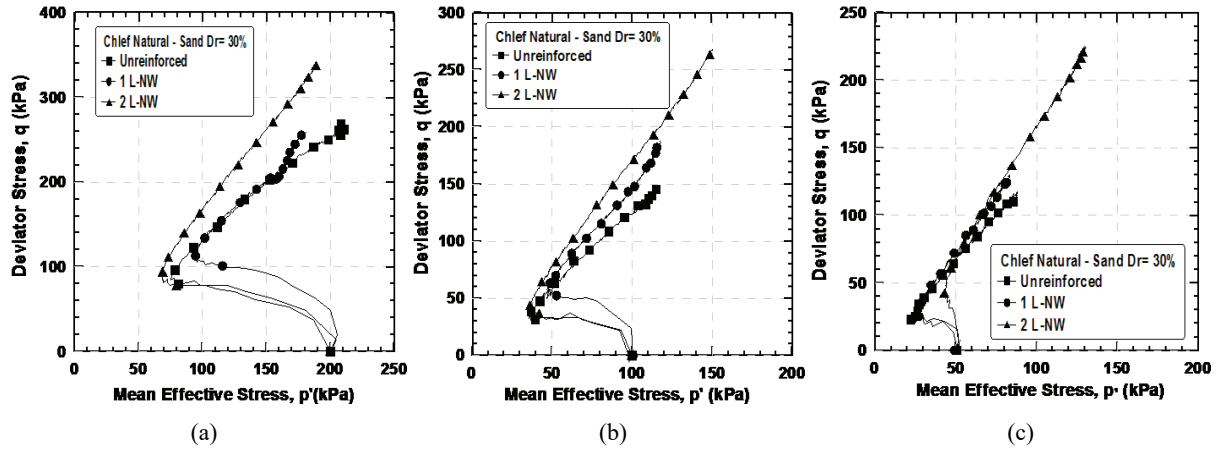 400
300
200
100
0
Deviator Stress, q (kPa)
Chlef Natural - Sand Dr= 30%
Unreinforced
1 L-NW
2 L-NW
0 50 100 150 200 250
Mean Effective Stress, p'(kPa)
(a)
300
250
200
150
100
50
0
Deviator Stress, q (kPa)
Chlef Natural - Sand Dr= 30%
Unreinforced
1 L-NW
2 L-NW
0 50 100 150 200
Mean Effective Stress, p' (kPa)
(b)
250
200
150
100
50
0
Deviator Stress, q (kPa)
Chlef Natural - Sand Dr= 30%
Unreinforced
1 L-NW
2 L-NW
0 50 100 150 200
Mean Effective Stress, p' (kPa)
(c)